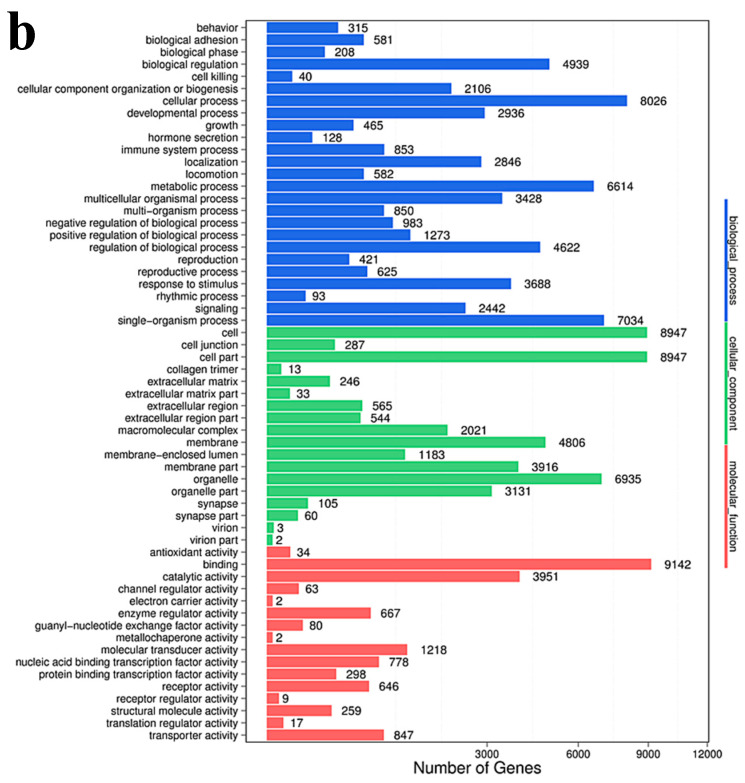 b
behavior 315
biological adhesion 581
biological phase 208
biological regulation 4939
cell killing 40
cellular component organization or biogenesis 2106
cellular process 8026
developmental process 2936
growth 465
hormone secretion 128
immune system process 853
localization 2846
locomotion 582
metabolic process 6614
multicellular organismal process 3428
multi-organism process 850
negative regulation of biological process 983
positive regulation of biological process 1273
regulation of biological process 4622
reproduction 421
reproductive process 625
response to stimulus 3688
rhythmic process 93
signaling 2442
single-organism process 7034
cell 8947
cell junction 287
cell part 8947
collagen trimer 13
extracellular matrix 246
extracellular matrix part 33
extracellular region 565
extracellular region part 544
macromolecular complex 2021
membrane 4806
membrane-enclosed lumen 1183
membrane part 3916
organelle 6935
organelle part 3131
synapse 105
synapse part 60
virion 3
virion part 2
antioxidant activity 34
binding 9142
catalytic activity 3951
channel regulator activity 63
electron carrier activity 2
enzyme regulator activity 667
guanyl-nucleotide exchange factor activity 80
metallochaperone activity 2
molecular transducer activity 1218
nucleic acid binding transcription factor activity 778
protein binding transcription factor activity 298
receptor activity 646
receptor regulator activity 9
structural molecule activity 259
translation regulator activity 17
transporter activity 847
3000 6000 9000 12000
Number of Genes
biological_process
cellular_component
molecular_function